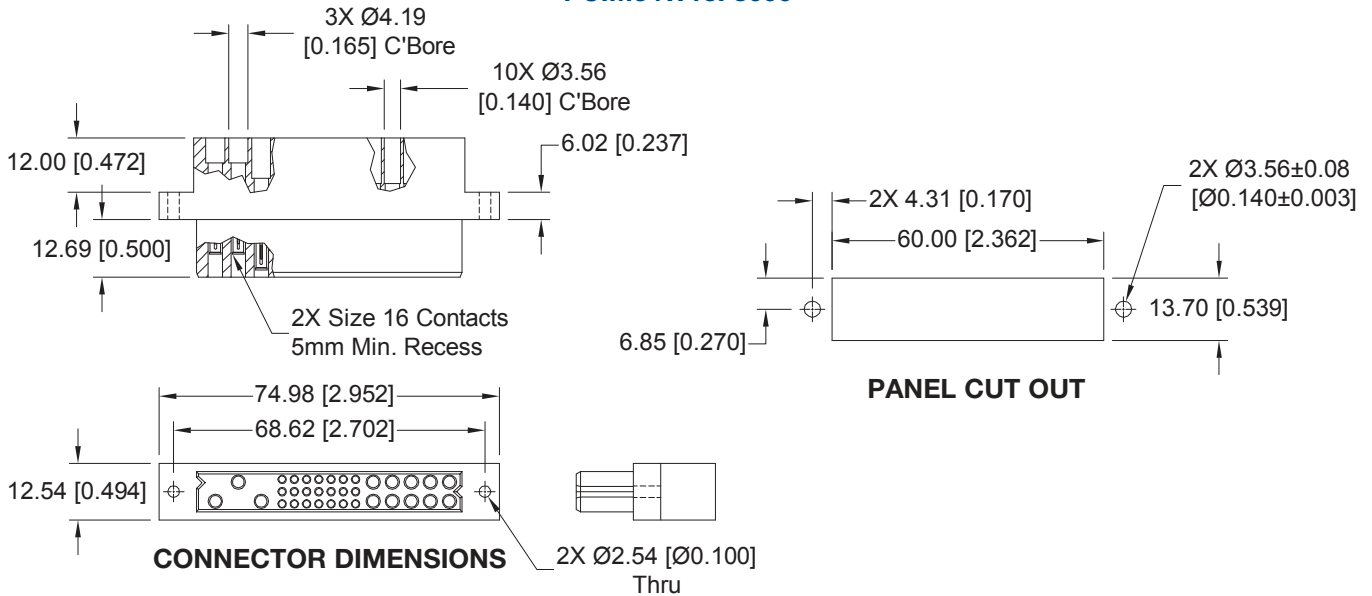 3X Ø4.19
[0.165] C'Bore
10X Ø3.56
[0.140] C'Bore
12.00 [0.472]
6.02 [0.237]
12.69 [0.500]
2X Size 16 Contacts
5mm Min. Recess
2X Ø3.56±0.08
[Ø0.140±0.003]
2X 4.31 [0.170]
60.00 [2.362]
13.70 [0.539]
6.85 [0.270]
PANEL CUT OUT
74.98 [2.952]
68.62 [2.702]
12.54 [0.494]
CONNECTOR DIMENSIONS
2X Ø2.54 [Ø0.100]
Thru